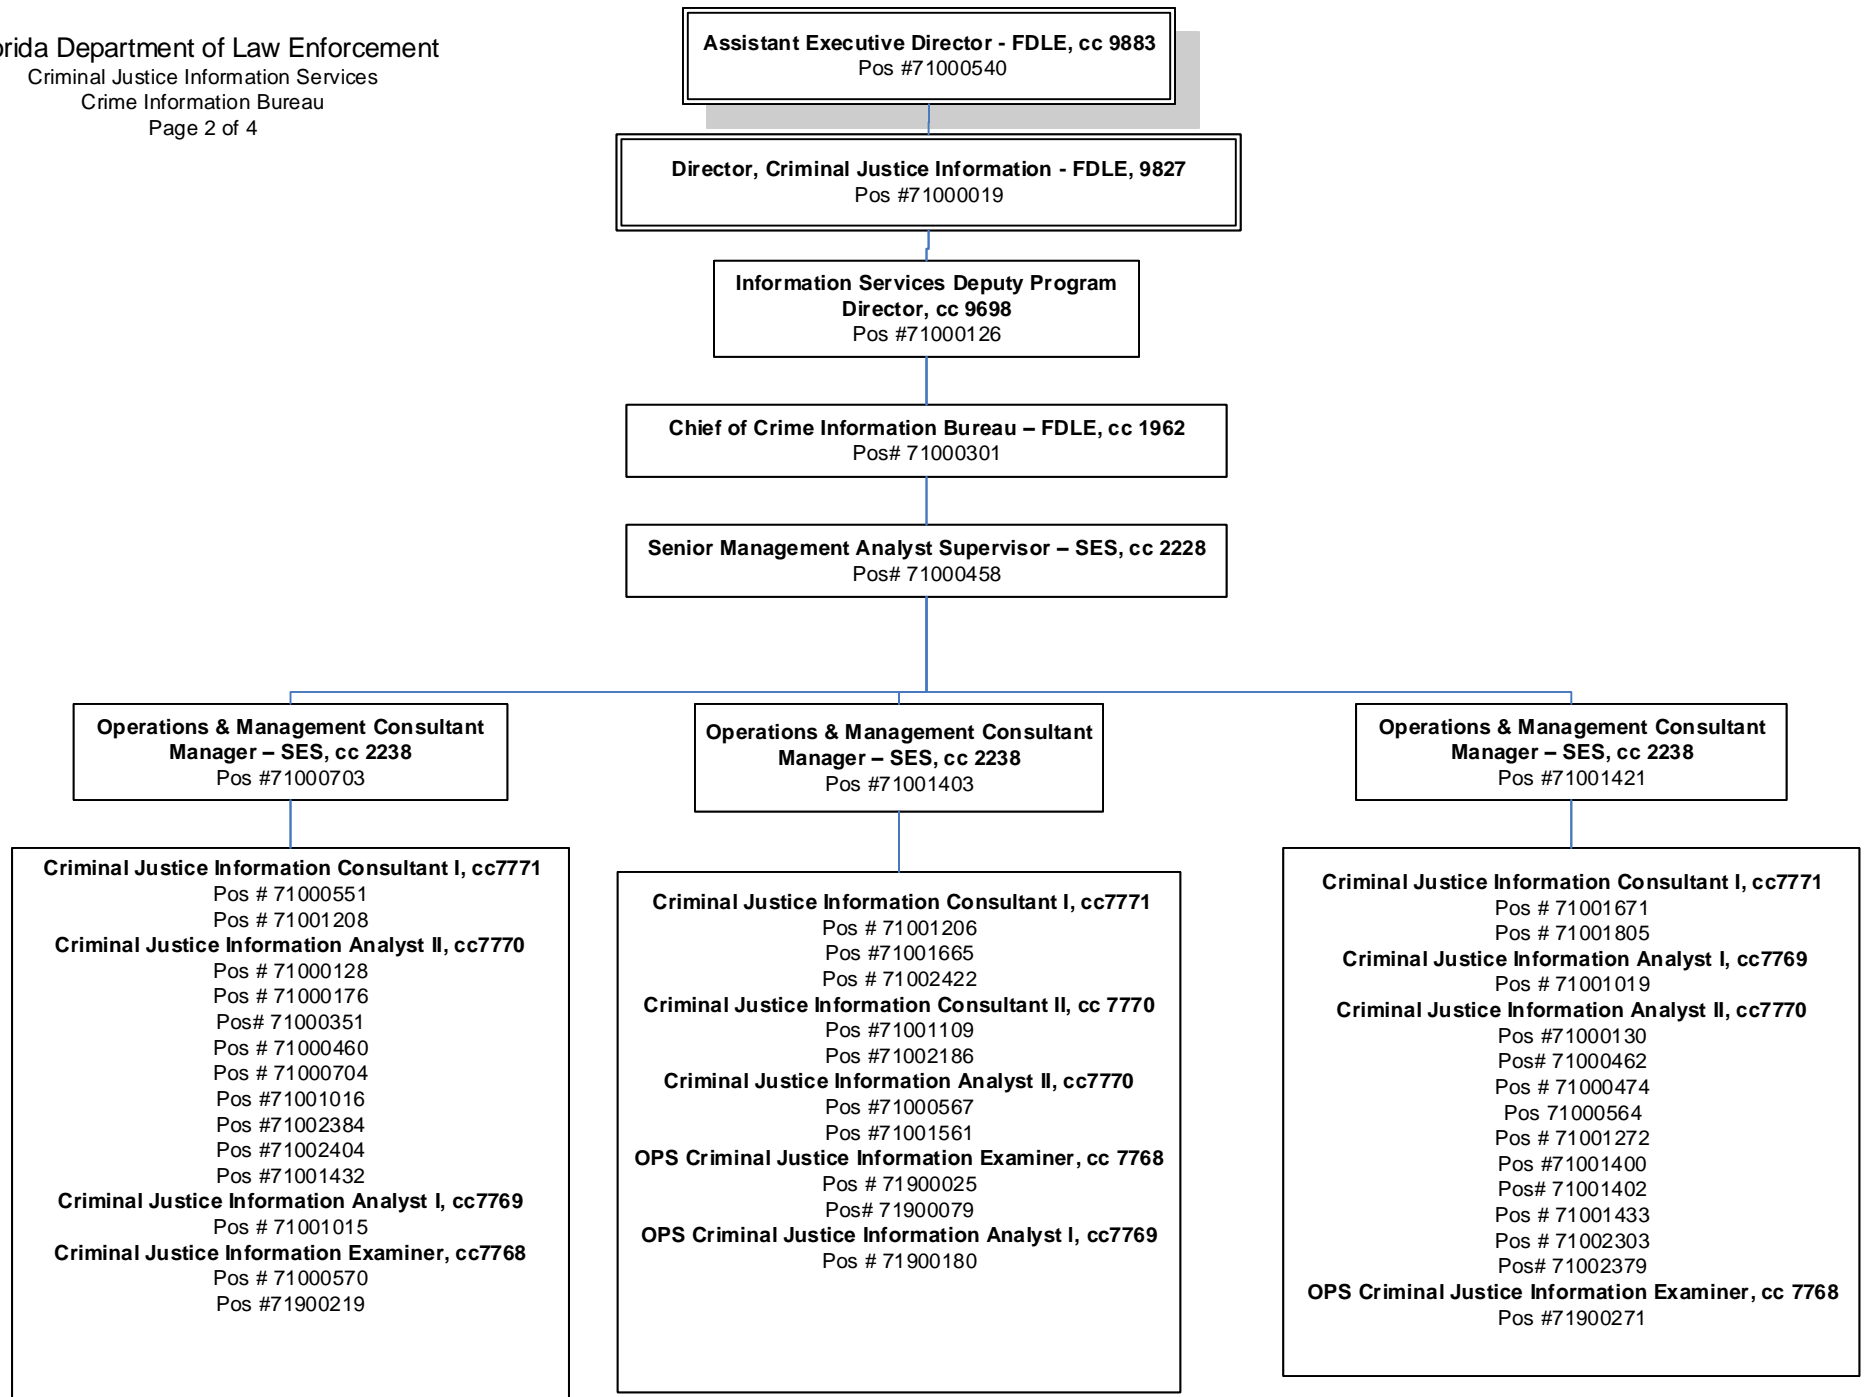 orida Department of Law Enforcement
Criminal Justice Information Services
Crime Information Bureau
Page 2 of 4
Assistant Executive Director - FDLE, cc 9883
Pos #71000540
Director, Criminal Justice Information - FDLE, 9827
Pos #71000019
Information Services Deputy Program
Director, cc 9698
Pos #71000126
Chief of Crime Information Bureau – FDLE, cc 1962
Pos# 71000301
Senior Management Analyst Supervisor – SES, cc 2228
Pos# 71000458
Operations & Management Consultant
Manager – SES, cc 2238
Pos #71000703
Operations & Management Consultant
Manager – SES, cc 2238
Pos #71001403
Operations & Management Consultant
Manager – SES, cc 2238
Pos #71001421
Criminal Justice Information Consultant I, cc7771
Pos # 71000551
Pos # 71001208
Criminal Justice Information Analyst II, cc7770
Pos # 71000128
Pos # 71000176
Pos# 71000351
Pos # 71000460
Pos # 71000704
Pos #71001016
Pos #71002384
Pos #71002404
Pos #71001432
Criminal Justice Information Analyst I, cc7769
Pos # 71001015
Criminal Justice Information Examiner, cc7768
Pos # 71000570
Pos #71900219
Criminal Justice Information Consultant I, cc7771
Pos # 71001206
Pos #71001665
Pos # 71002422
Criminal Justice Information Consultant II, cc 7770
Pos #71001109
Pos #71002186
Criminal Justice Information Analyst II, cc7770
Pos #71000567
Pos #71001561
OPS Criminal Justice Information Examiner, cc 7768
Pos # 71900025
Pos# 71900079
OPS Criminal Justice Information Analyst I, cc7769
Pos # 71900180
Criminal Justice Information Consultant I, cc7771
Pos # 71001671
Pos # 71001805
Criminal Justice Information Analyst I, cc7769
Pos # 71001019
Criminal Justice Information Analyst II, cc7770
Pos #71000130
Pos# 71000462
Pos # 71000474
Pos 71000564
Pos # 71001272
Pos #71001400
Pos# 71001402
Pos # 71001433
Pos # 71002303
Pos# 71002379
OPS Criminal Justice Information Examiner, cc 7768
Pos #71900271